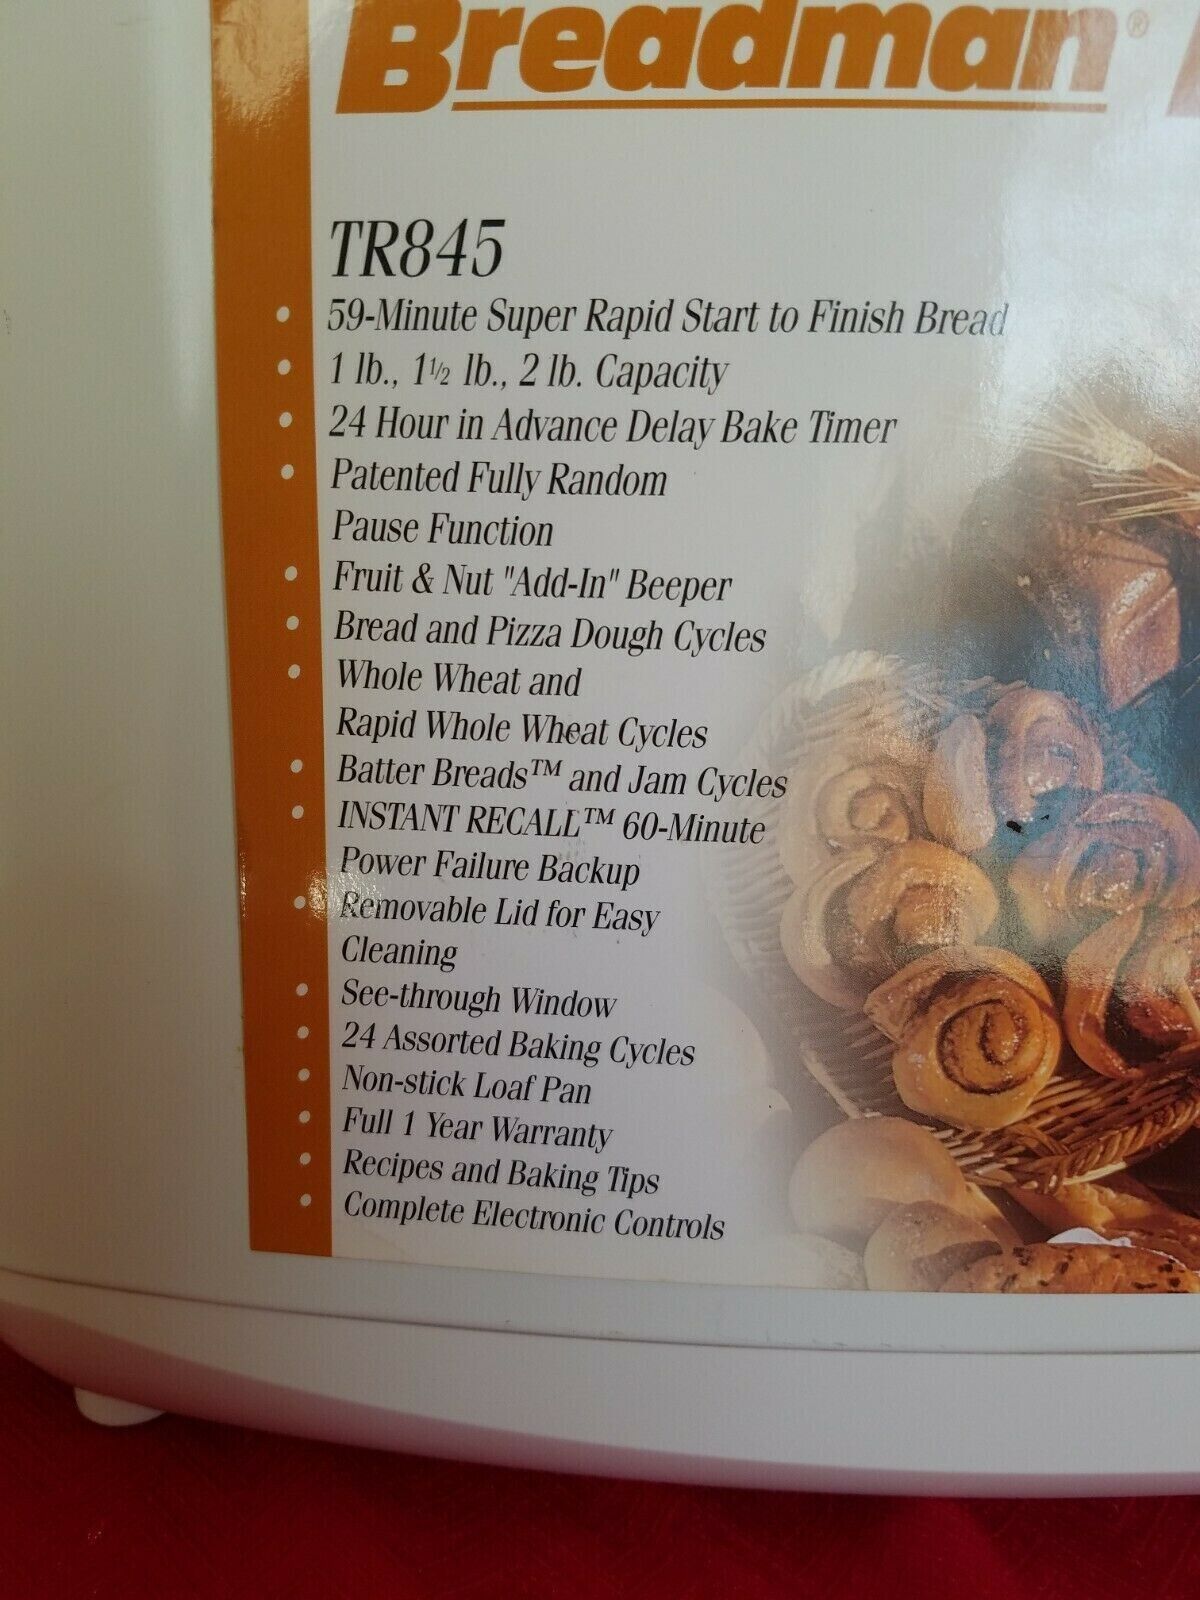 Breadman®
TR845
• 59-Minute Super Rapid Start to Finish Bread
• 1 lb., 1½ lb., 2 lb. Capacity
• 24 Hour in Advance Delay Bake Timer
• Patented Fully Random
Pause Function
• Fruit & Nut "Add-In" Beeper
• Bread and Pizza Dough Cycles
• Whole Wheat and
Rapid Whole Wheat Cycles
• Batter Breads™ and Jam Cycles
• INSTANT RECALL™ 60-Minute
Power Failure Backup
• Removable Lid for Easy
Cleaning
• See-through Window
• 24 Assorted Baking Cycles
• Non-stick Loaf Pan
• Full 1 Year Warranty
• Recipes and Baking Tips
• Complete Electronic Controls